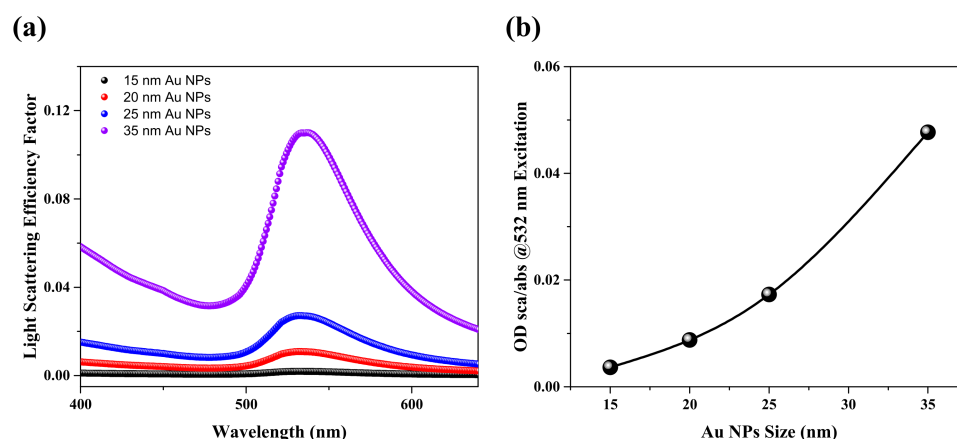 (a)
Light Scattering Efficiency Factor
0.12
0.08
0.04
0.00
15 nm Au NPs
20 nm Au NPs
25 nm Au NPs
35 nm Au NPs
400
500
600
Wavelength (nm)
(b)
OD sca/abs @532 nm Excitation
0.06
0.04
0.02
0.00
15
20
25
30
35
Au NPs Size (nm)